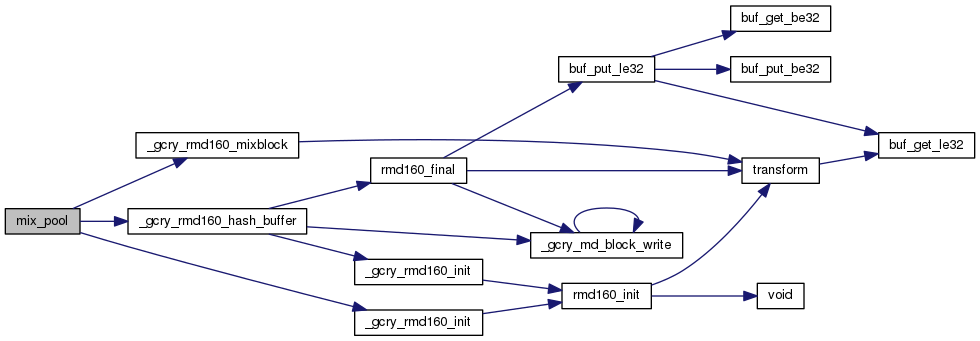 buf_get_be32
buf_put_le32
buf_put_be32
_gcry_rmd160_mixblock
buf_get_le32
rmd160_final
transform
mix_pool
_gcry_rmd160_hash_buffer
_gcry_md_block_write
_gcry_rmd160_init
rmd160_init
void
_gcry_rmd160_init